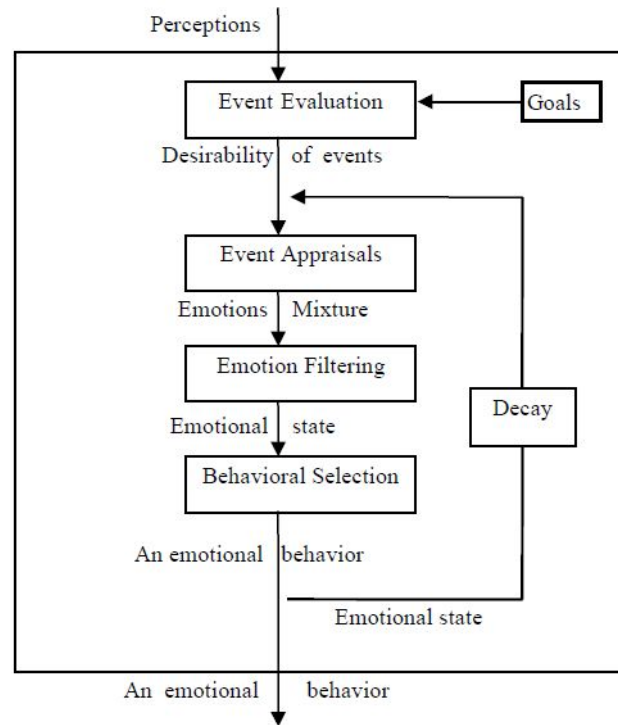 Perceptions
Event Evaluation
Goals
Desirability of events
Event Appraisals
Emotions Mixture
Emotion Filtering
Decay
Emotional state
Behavioral Selection
An emotional behavior
Emotional state
An emotional behavior